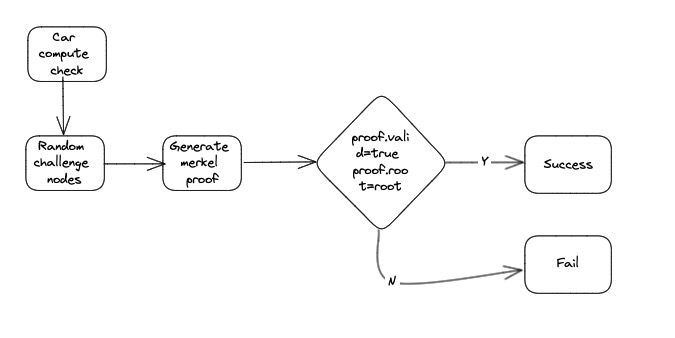 Car
compute
check
Random
challenge
nodes
Generate
merkel
proof
proof.vali
d=true
proof.roo
t=root
Y
Success
N
Fail